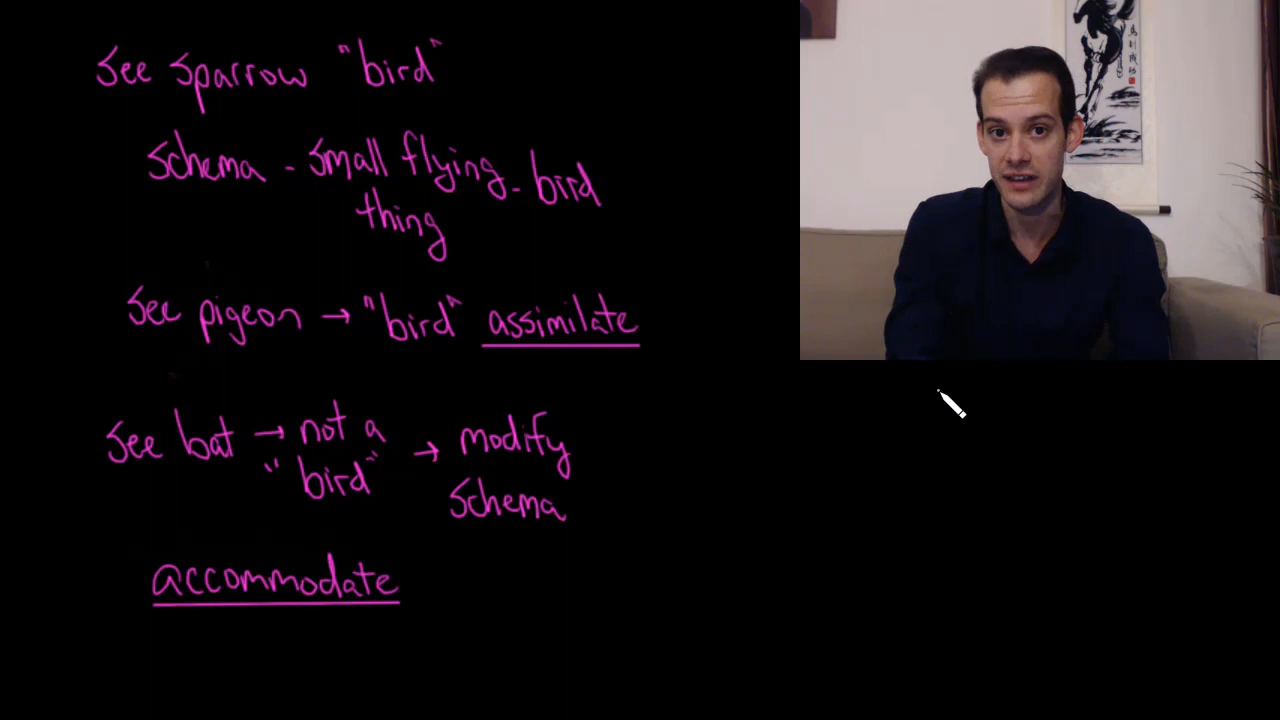 See sparrow "bird"
schema - small flying - bird
thing
see pigeon → "bird" assimilate
see bat → not a → modify
"bird" schema
accommodate